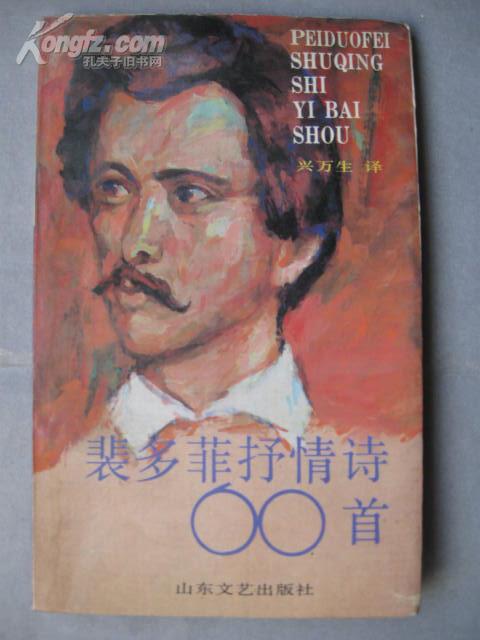 Kongfz.com
孔夫子旧书网
PEIDUOFEI
SHUQING
SHI
YI BAI
SHOU
兴万生 译
裴多菲抒情诗
60首
山东文艺出版社